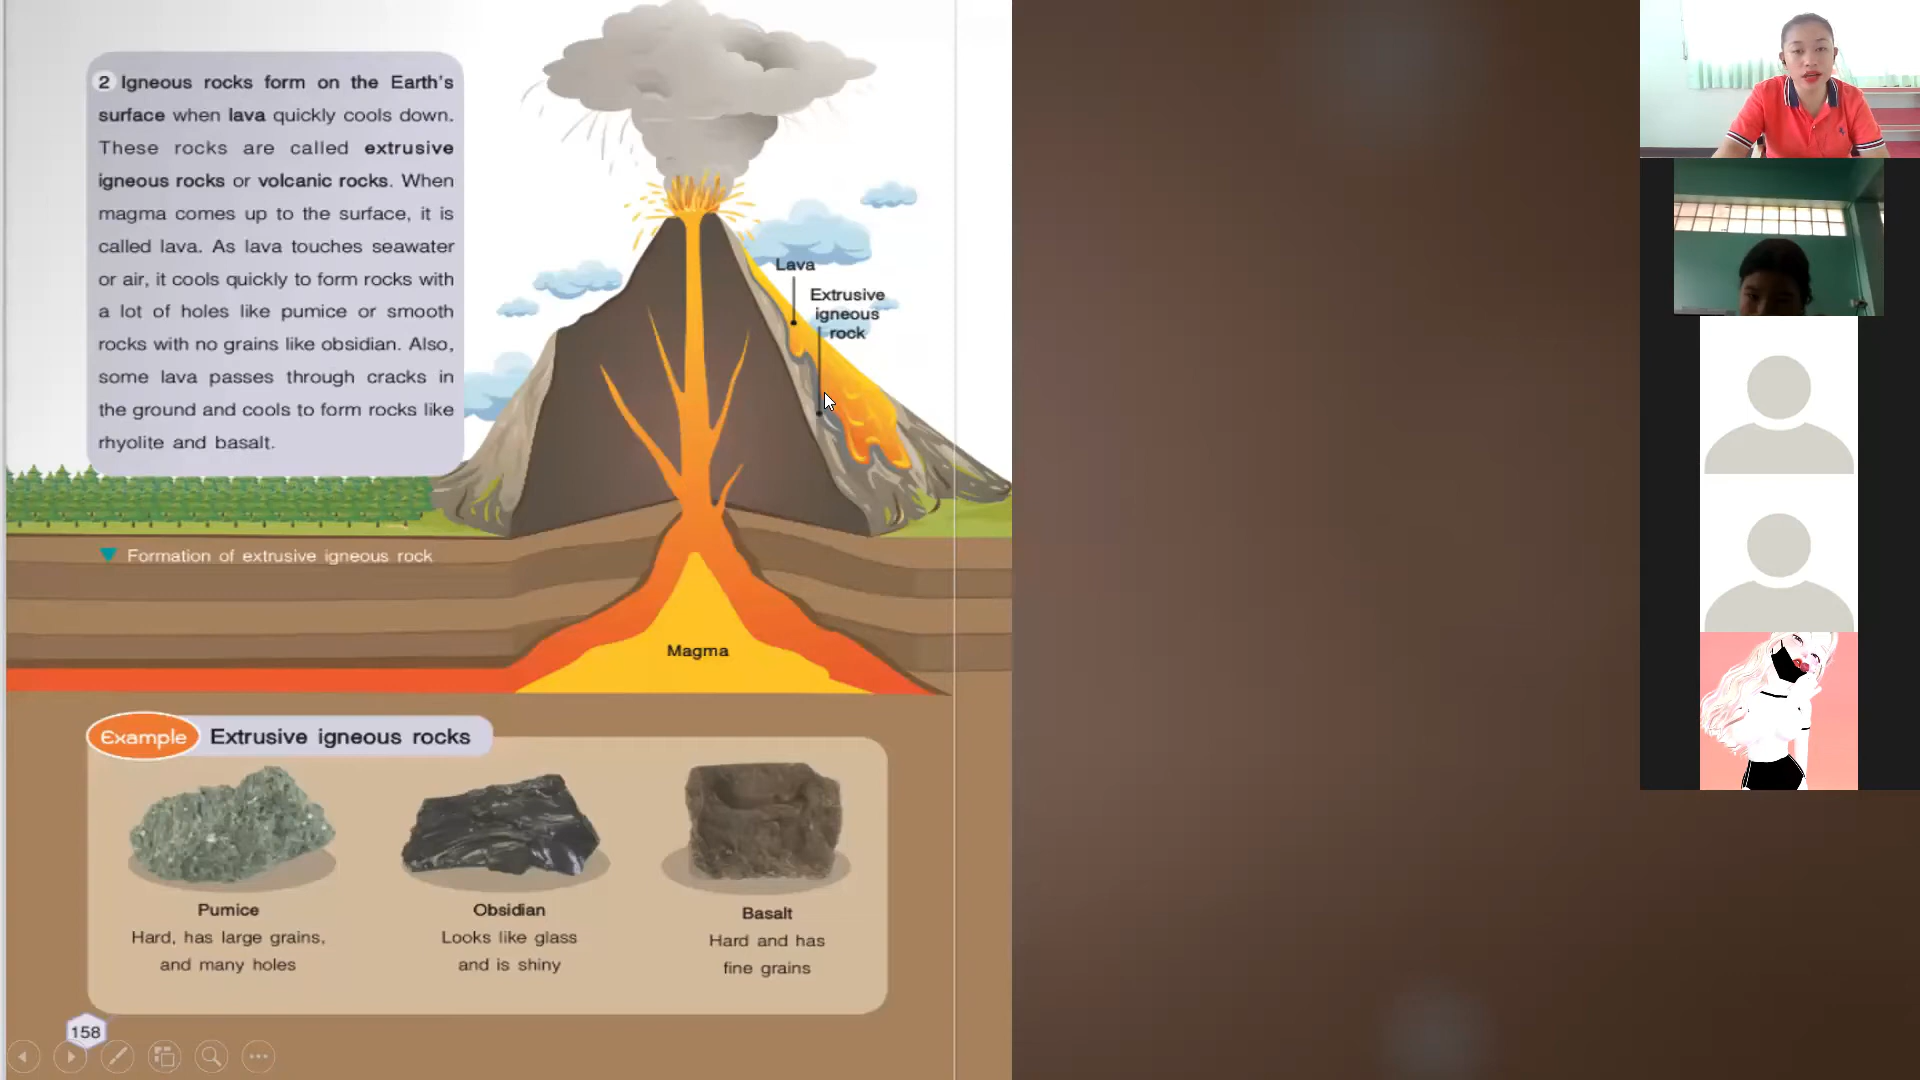 2 Igneous rocks form on the Earth's
surface when lava quickly cools down.
These rocks are called extrusive
igneous rocks or volcanic rocks. When
magma comes up to the surface, it is
called lava. As lava touches seawater
or air, it cools quickly to form rocks with
a lot of holes like pumice or smooth
rocks with no grains like obsidian. Also,
some lava passes through cracks in
the ground and cools to form rocks like
rhyolite and basalt.
Lava
Extrusive
igneous
rock
Formation of extrusive igneous rock
Magma
Example Extrusive igneous rocks
Pumice
Hard, has large grains,
and many holes
Obsidian
Looks like glass
and is shiny
Basalt
Hard and has
fine grains
158